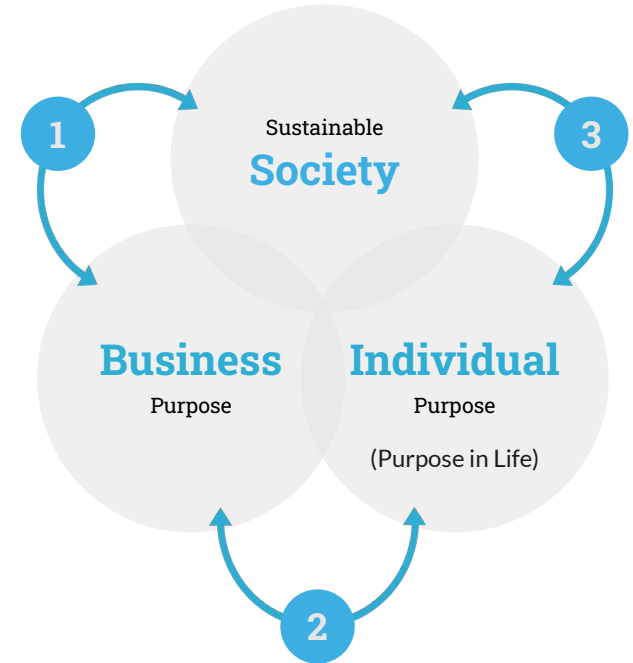 1
3
Sustainable
Society
Business
Purpose
Individual
Purpose
(Purpose in Life)
2